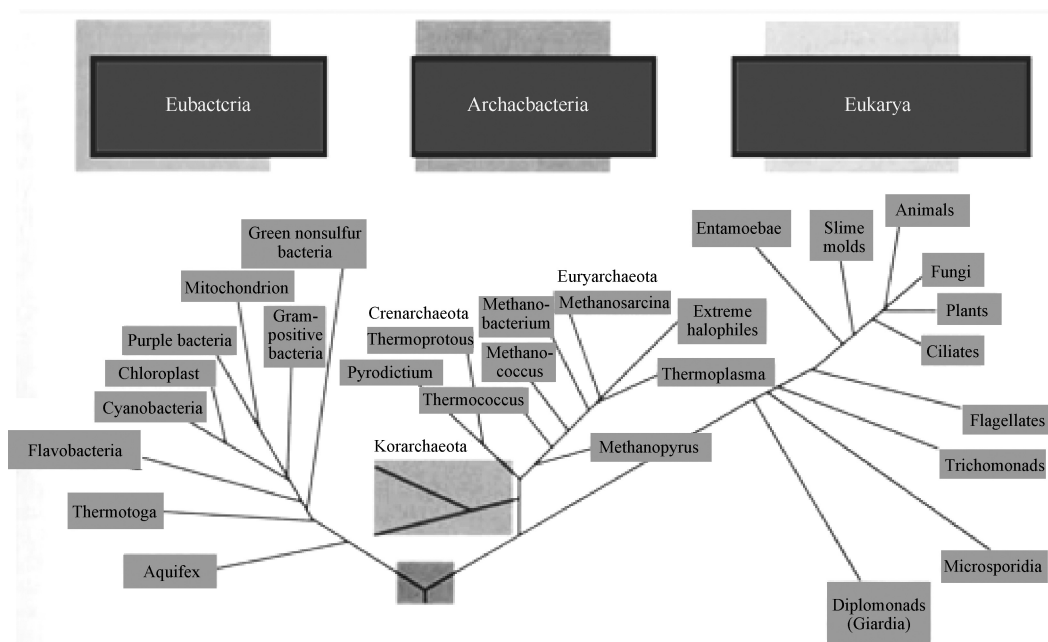 Eubactcria
Archacbacteria
Eukarya
Green nonsulfur
bacteria
Mitochondrion
Gram-
positive
bacteria
Purple bacteria
Chloroplast
Cyanobacteria
Flavobacteria
Thermotoga
Aquifex
Crenarchaeota
Thermoprotous
Pyrodictium
Korarchaeota
Euryarchaeota
Methano-
bacterium
Methanosarcina
Methano-
coccus
Thermococcus
Extreme
halophiles
Thermoplasma
Methanopyrus
Entamoebae
Slime
molds
Animals
Fungi
Plants
Ciliates
Flagellates
Trichomonads
Microsporidia
Diplomonads
(Giardia)